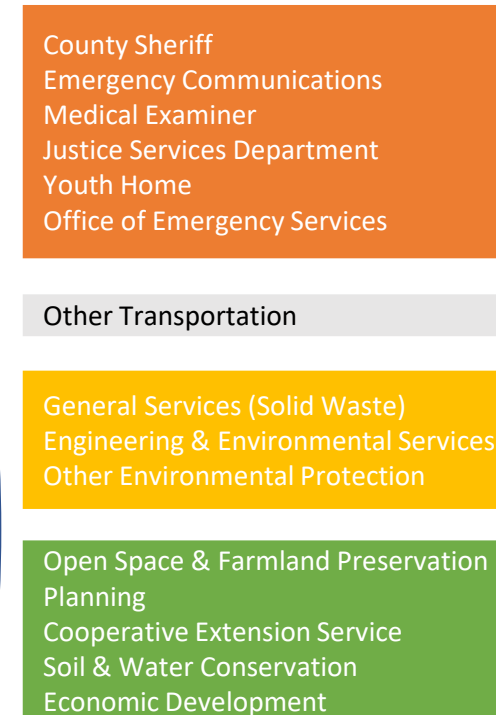 County Sheriff
Emergency Communications
Medical Examiner
Justice Services Department
Youth Home
Office of Emergency Services
Other Transportation
General Services (Solid Waste)
Engineering & Environmental Services
Other Environmental Protection
Open Space & Farmland Preservation
Planning
Cooperative Extension Service
Soil & Water Conservation
Economic Development